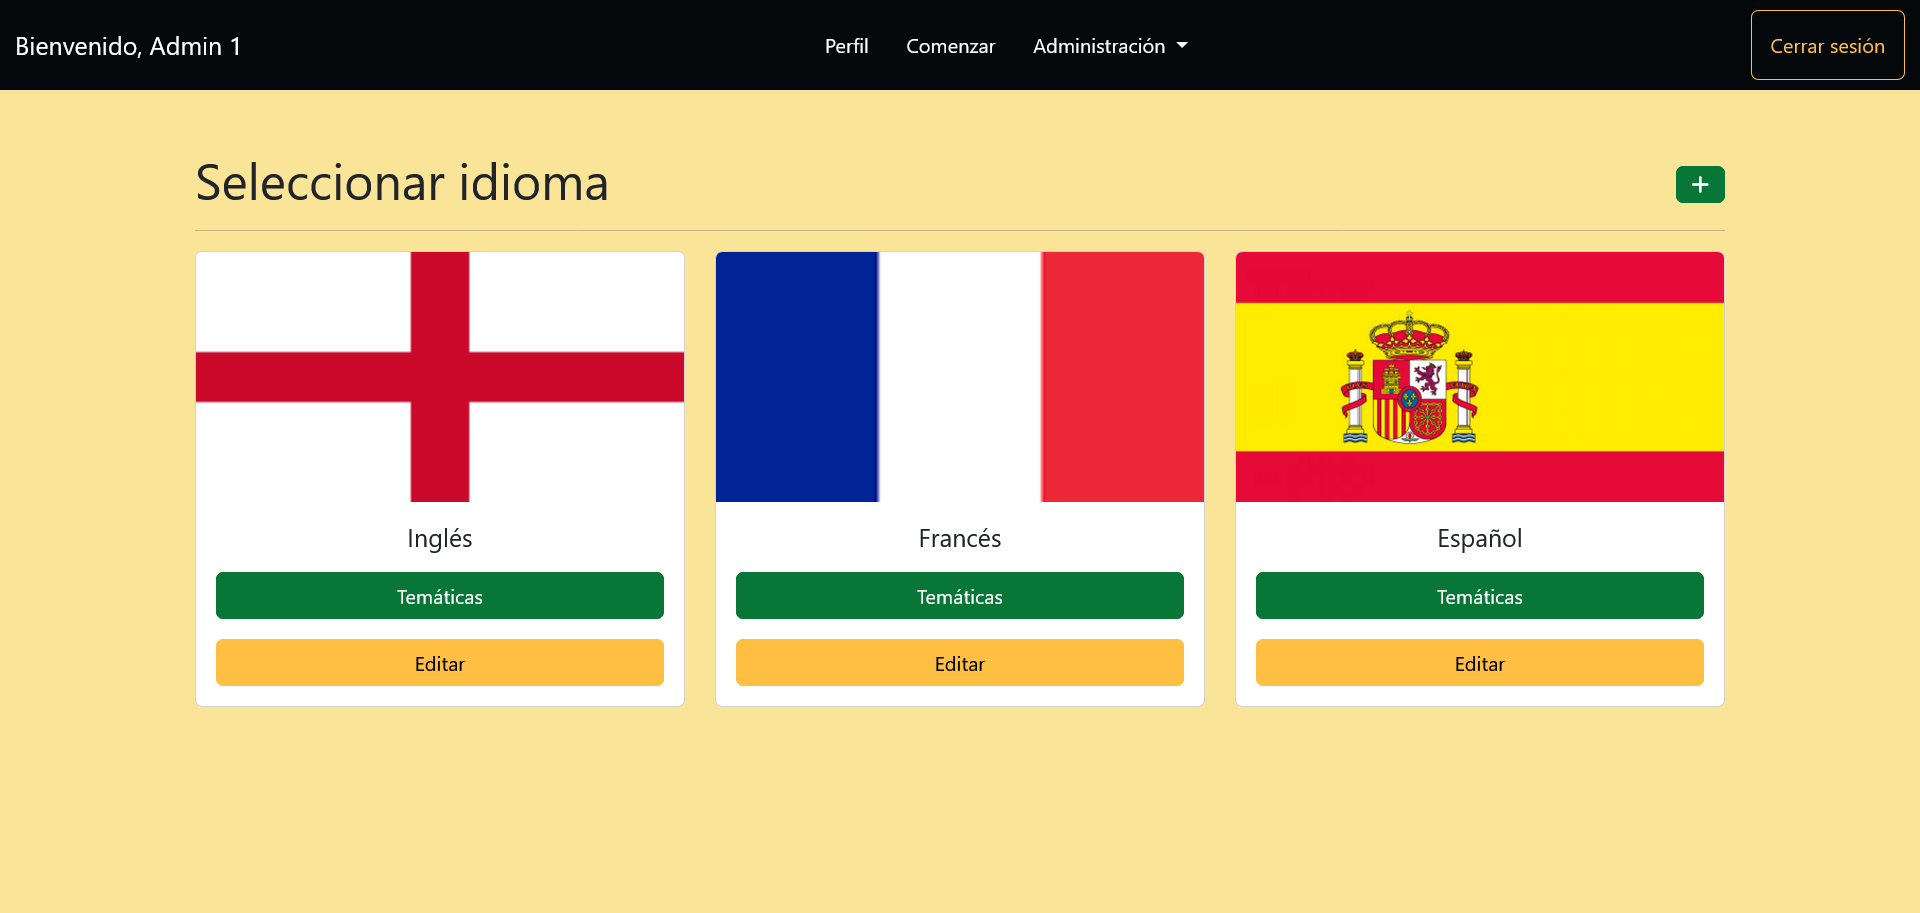 Bienvenido, Admin 1
Perfil
Comenzar
Administración
Cerrar sesión
Seleccionar idioma
+
Inglés
Temáticas
Editar
Francés
Temáticas
Editar
Español
Temáticas
Editar